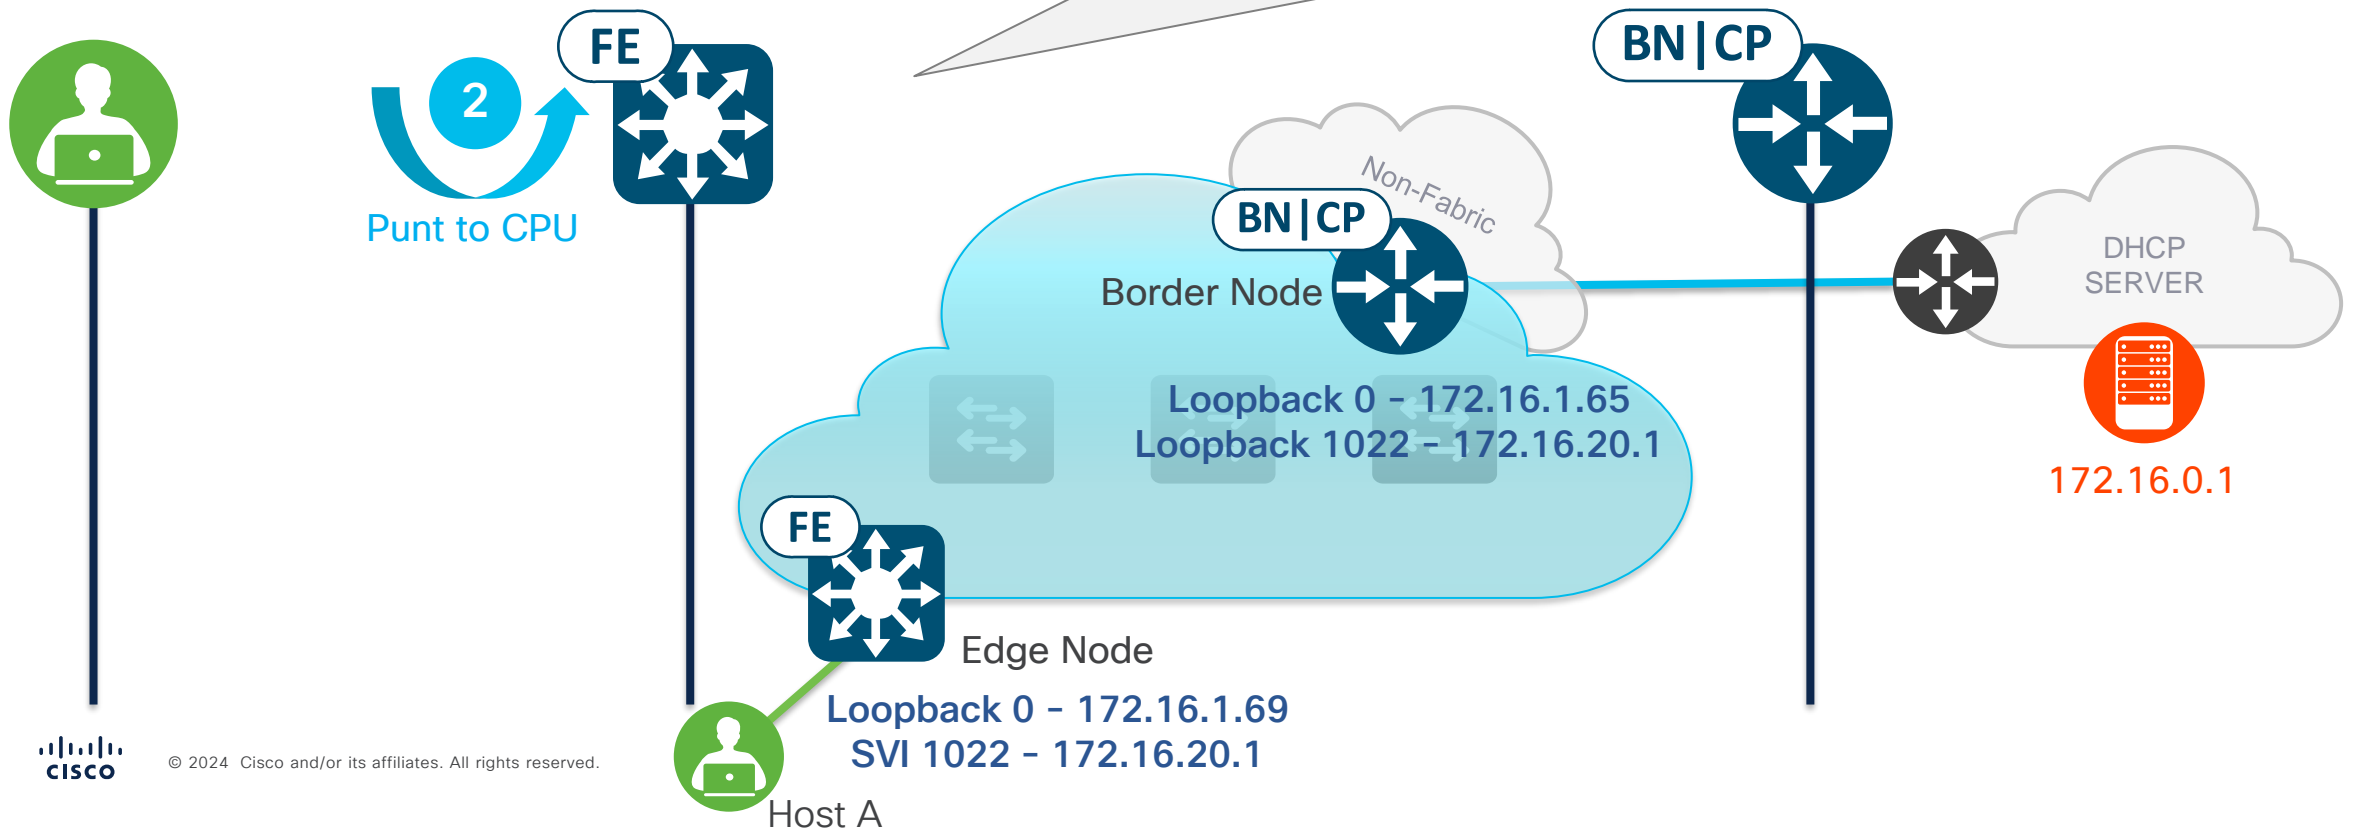 FE
BN|CP
2
Punt to CPU
Non-Fabric
BN|CP
Border Node
DHCP
SERVER
Loopback 0 - 172.16.1.65
Loopback 1022 - 172.16.20.1
172.16.0.1
FE
Edge Node
Loopback 0 - 172.16.1.69
SVI 1022 - 172.16.20.1
Host A
CISCO
© 2024 Cisco and/or its affiliates. All rights reserved.